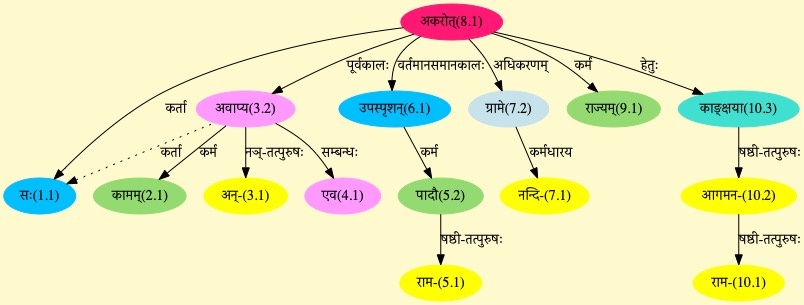 अकरोत्(8.1)
पूर्वकालः वर्तमानसमानकालः अधिकरणम् कर्म हेतुः
कर्ता अवाप्य(3.2) उपस्पृशन्(6.1) ग्रामे(7.2) राज्यम्(9.1) काङ्क्षया(10.3)
कर्ता कर्म नञ्-तत्पुरुषः सम्बन्धः कर्म कर्मधारय षष्ठी-तत्पुरुषः
सः(1.1) कामम्(2.1) अन्-(3.1) एव(4.1) पादौ(5.2) नन्दि-(7.1) आगमन-(10.2)
षष्ठी-तत्पुरुषः षष्ठी-तत्पुरुषः
राम-(5.1) राम-(10.1)